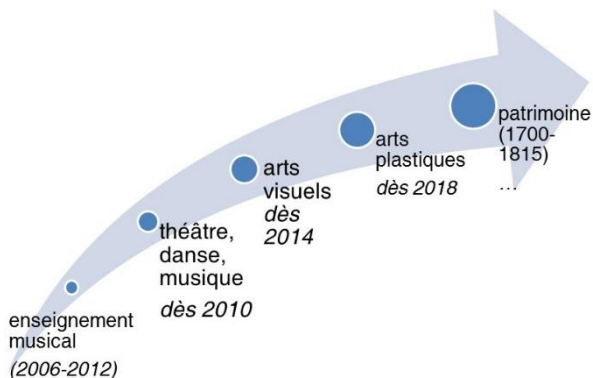 enseignement
musical
(2006-2012)
théâtre,
danse,
musique
dès 2010
arts
visuels
dès
2014
arts
plastiques
dès 2018
patrimoine
(1700-
1815)
…